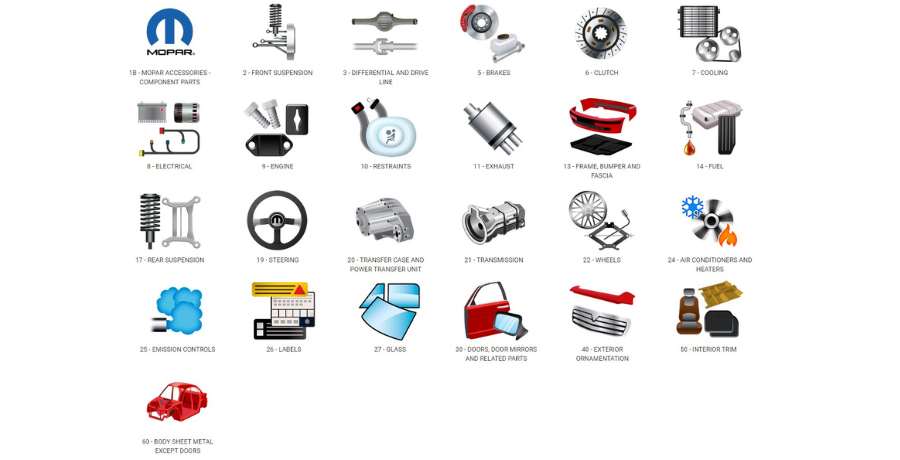 MOPAR
1B - MOPAR ACCESSORIES -
COMPONENT PARTS
2 - FRONT SUSPENSION
3 - DIFFERENTIAL AND DRIVE
LINE
5 - BRAKES
6 - CLUTCH
7 - COOLING
8 - ELECTRICAL
9 - ENGINE
10 - RESTRAINTS
11 - EXHAUST
13 - FRAME, BUMPER AND
FASCIA
14 - FUEL
17 - REAR SUSPENSION
19 - STEERING
20 - TRANSFER CASE AND
POWER TRANSFER UNIT
21 - TRANSMISSION
22 - WHEELS
24 - AIR CONDITIONERS AND
HEATERS
25 - EMISSION CONTROLS
26 - LABELS
27 - GLASS
30 - DOORS, DOOR MIRRORS
AND RELATED PARTS
40 - EXTERIOR
ORNAMENTATION
50 - INTERIOR TRIM
60 - BODY SHEET METAL
EXCEPT DOORS